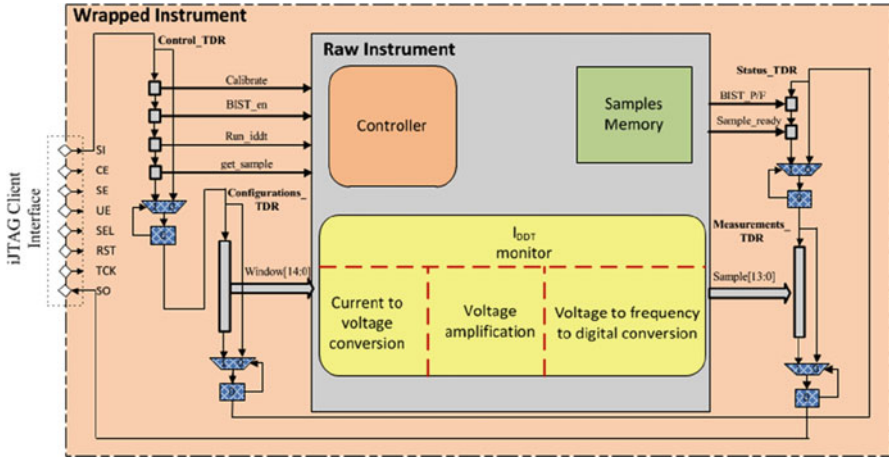 Wrapped Instrument
Control_TDR
Raw Instrument
Status_TDR
Calibrate
BIST_en
Run_iddt
get_sample
Controller
Samples
Memory
BIST_P/F
Sample_ready
iJTAG Client
Interface
SI
CE
SE
UE
SEL
RST
TCK
SO
Configurations_
TDR
Window[14:0]
IDDT
monitor
Current to
voltage
conversion
Voltage
amplification
Voltage to frequency
to digital conversion
Measurements_
TDR
Sample[13:0]